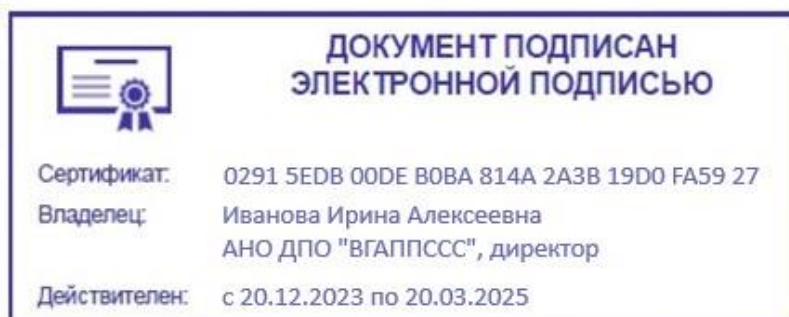 ДОКУМЕНТ ПОДПИСАН
ЭЛЕКТРОННОЙ ПОДПИСЬЮ
Сертификат: 0291 5EDB 00DE B0BA 814A 2A3B 19D0 FA59 27
Владелец: Иванова Ирина Алексеевна
АНО ДПО "ВГАППССС", директор
Действителен: с 20.12.2023 по 20.03.2025